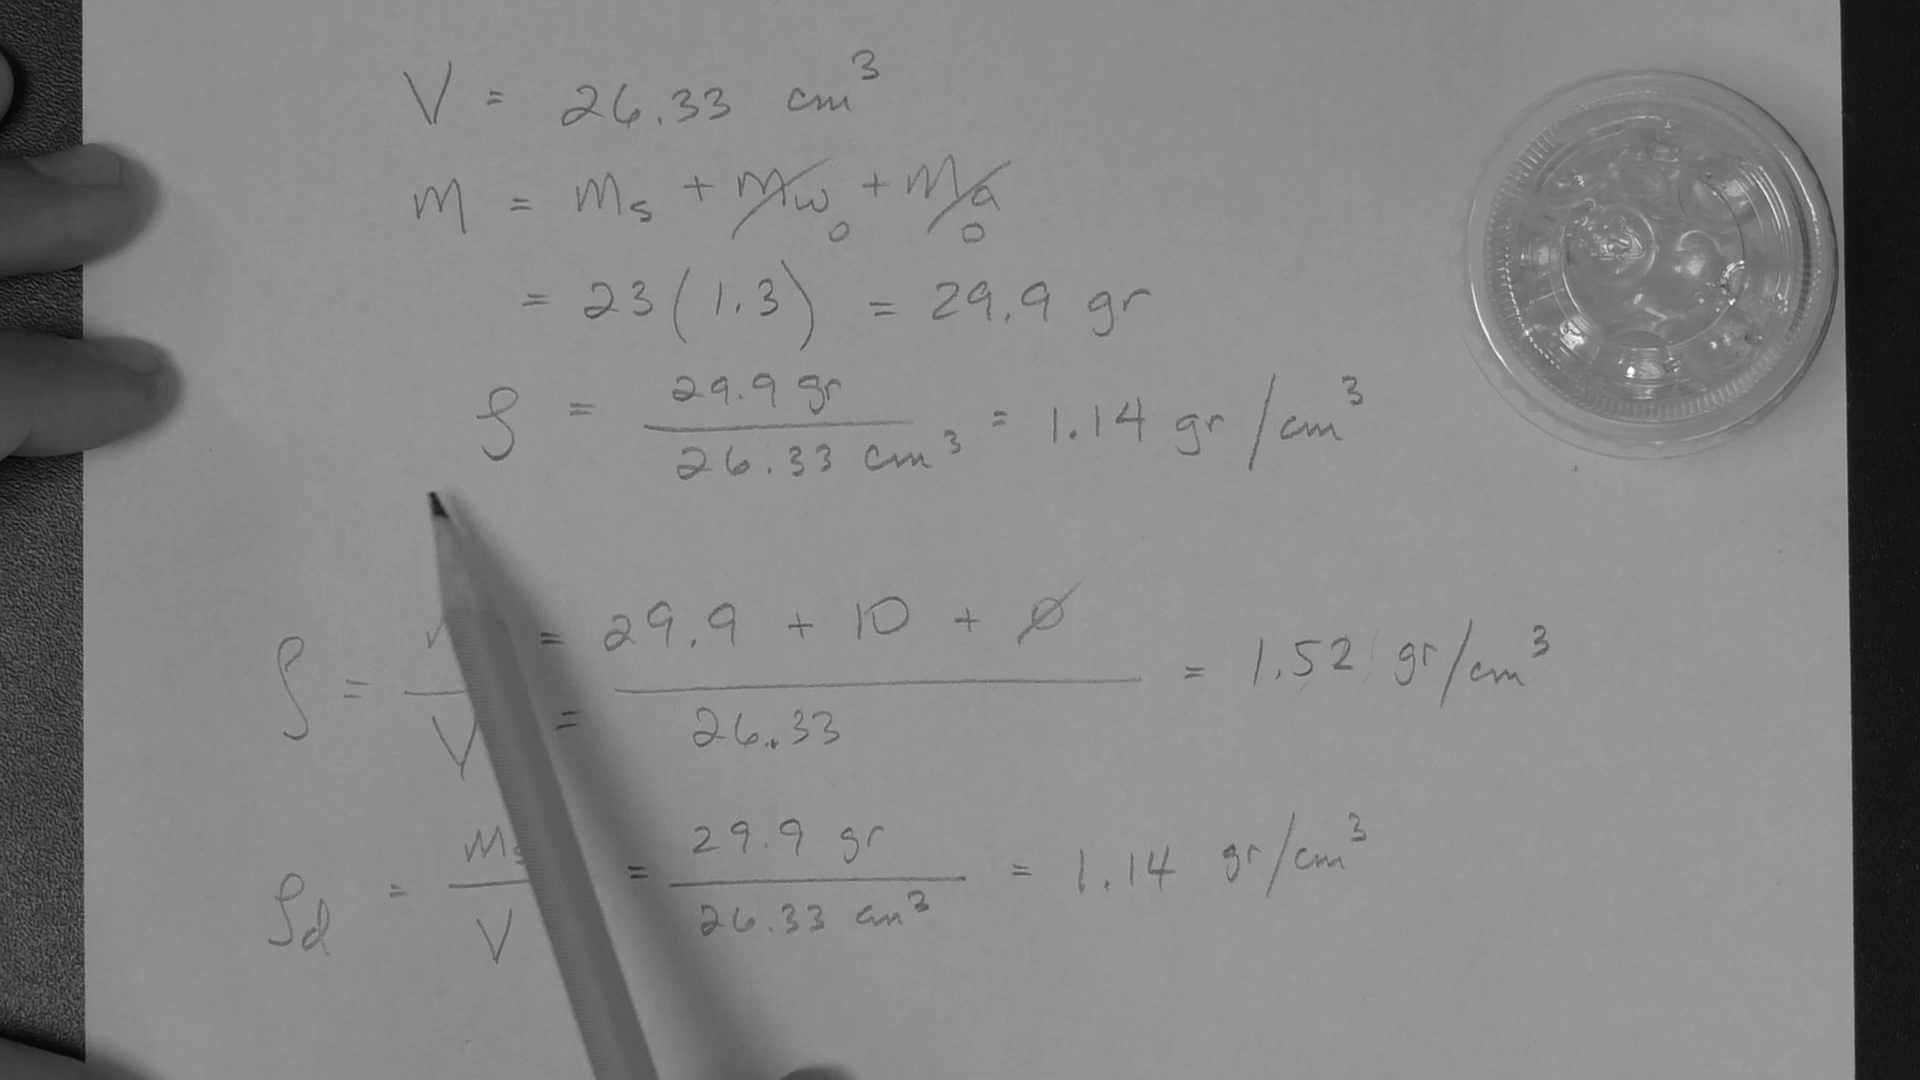 V = 26.33 cm³
m = ms + mw 0 + ma 0
= 23 (1.3) = 29.9 gr
ρ = 29.9 gr / 26.33 cm³ = 1.14 gr/cm³
ρ = / V = 29.9 + 10 + ∅ / = 26.33 = 1.52 gr/cm³
ρd = ms / V = 29.9 gr / 26.33 cm³ = 1.14 gr/cm³